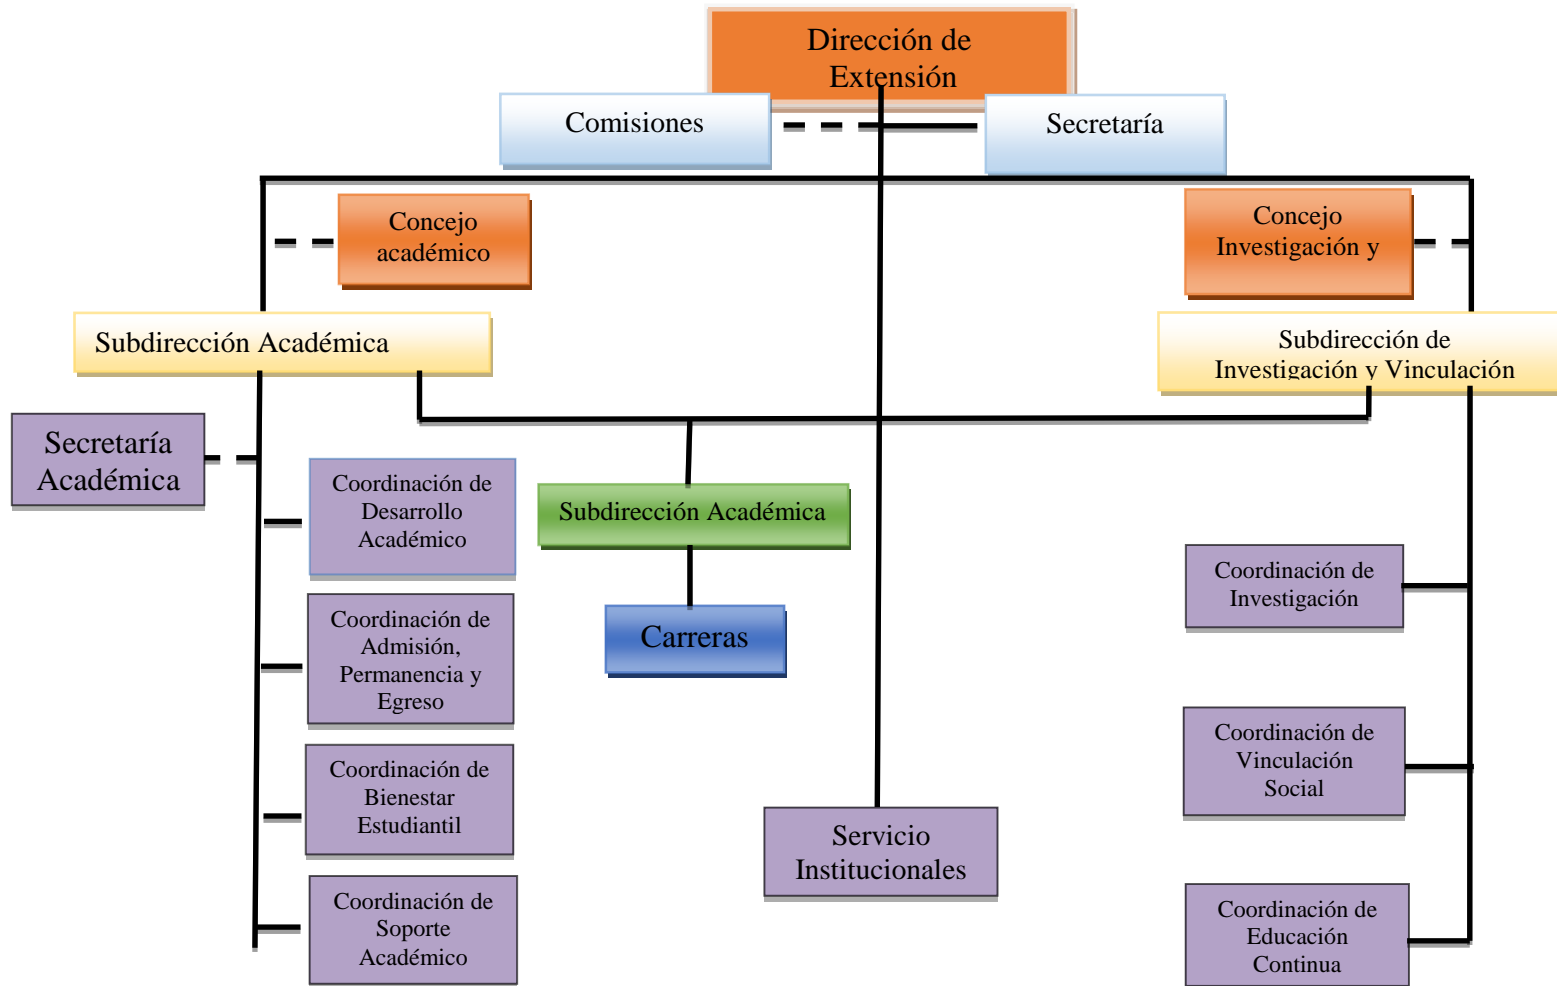 Dirección de
Extensión
Comisiones
Secretaría
Concejo
académico
Concejo
Investigación y
Subdirección Académica
Subdirección de
Investigación y Vinculación
Secretaría
Académica
Coordinación de
Desarrollo
Académico
Subdirección Académica
Coordinación de
Investigación
Coordinación de
Admisión,
Permanencia y
Egreso
Carreras
Coordinación de
Vinculación
Social
Coordinación de
Bienestar
Estudiantil
Servicio
Institucionales
Coordinación de
Soporte
Académico
Coordinación de
Educación
Continua